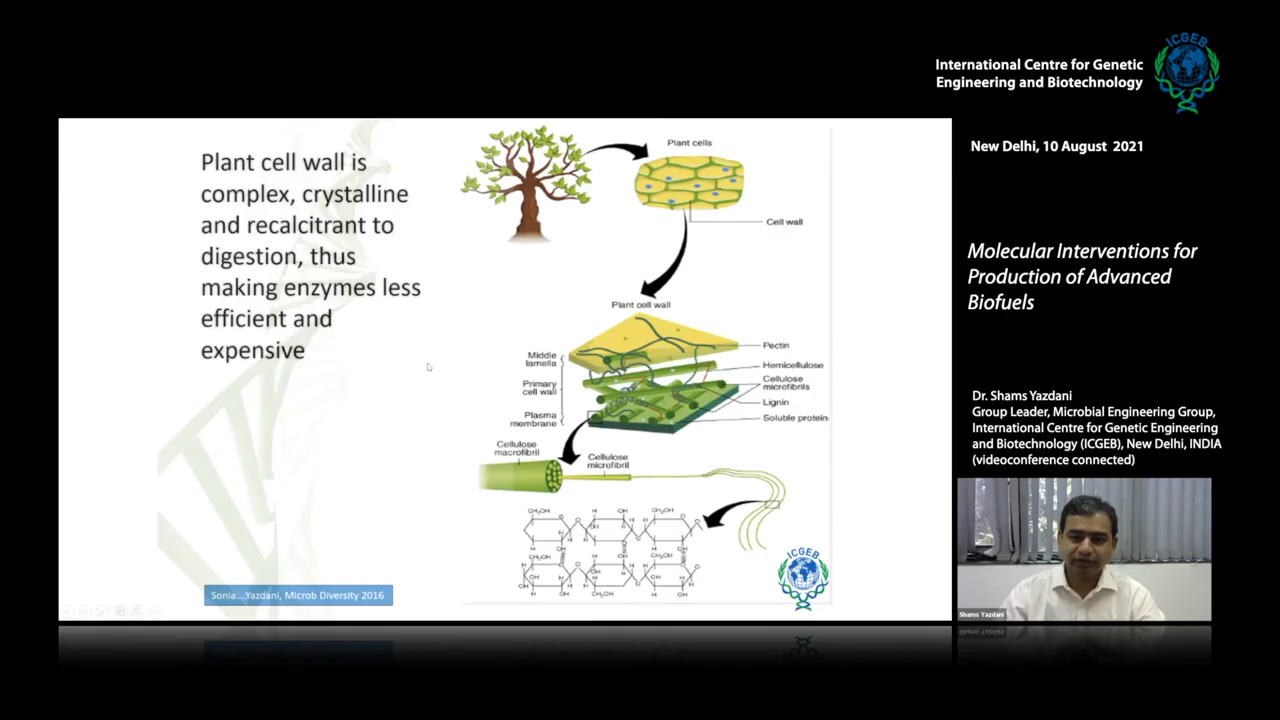 International Centre for Genetic
Engineering and Biotechnology
ICGEB
New Delhi, 10 August 2021
Molecular Interventions for
Production of Advanced
Biofuels
Dr. Shams Yazdani
Group Leader, Microbial Engineering Group,
International Centre for Genetic Engineering
and Biotechnology (ICGEB), New Delhi, INDIA
(videoconference connected)
Shams Yazdani
Plant cell wall is
complex, crystalline
and recalcitrant to
digestion, thus
making enzymes less
efficient and
expensive
Sonia....Yazdani, Microb Diversity 2016
Plant cells
Cell wall
Plant cell wall
Middle
lamella
Primary
cell wall
Plasma
membrane
Pectin
Hemicellulose
Cellulose
microfibrils
Lignin
Soluble protein
Cellulose
macrofibril
Cellulose
microfibril
ICGEB